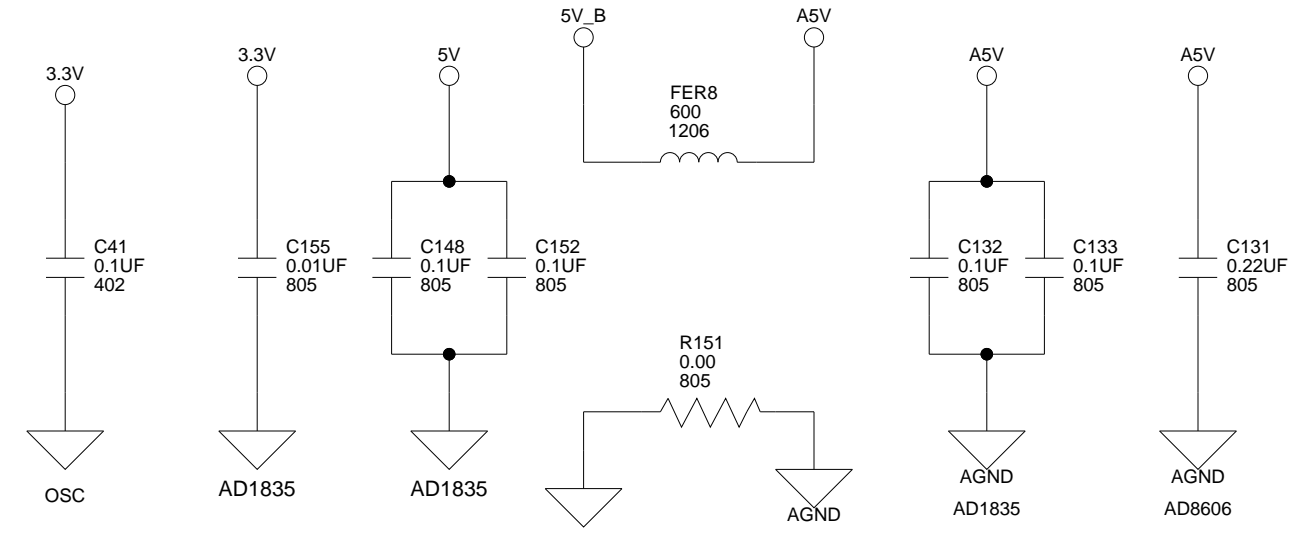 5V_B
A5V
3.3V
3.3V
5V
A5V
A5V
FER8
600
1206
C41
0.1UF
402
C155
0.01UF
805
C148
0.1UF
805
C152
0.1UF
805
C132
0.1UF
805
C133
0.1UF
805
C131
0.22UF
805
R151
0.00
805
OSC
AD1835
AD1835
AGND
AGND
AD1835
AGND
AD8606